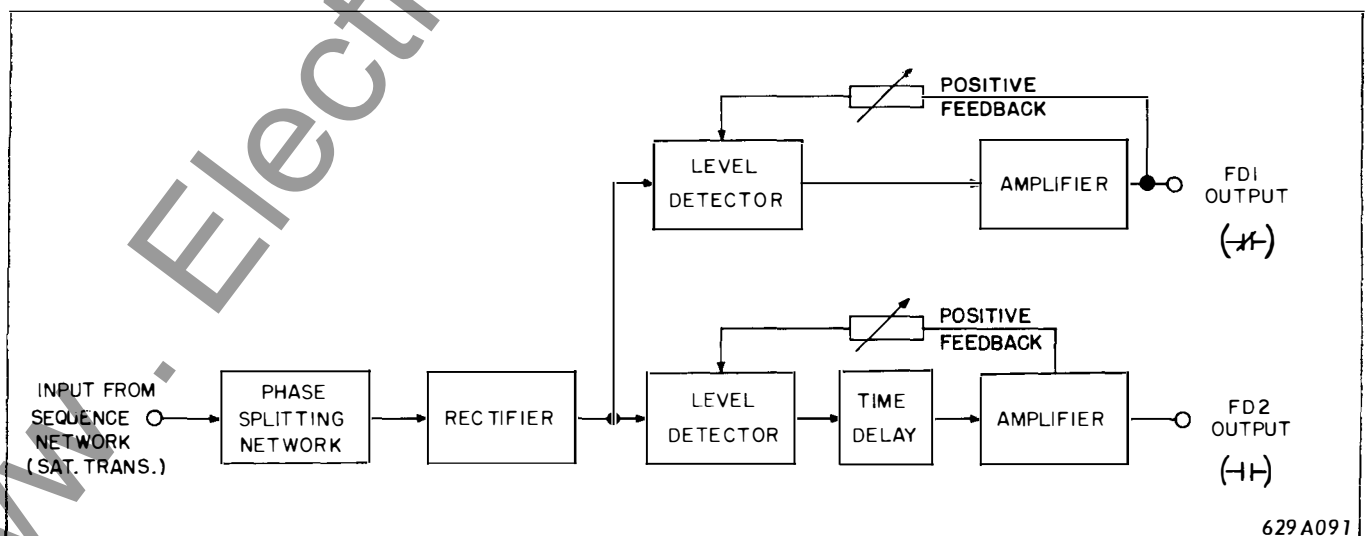 POSITIVE
FEEDBACK
LEVEL
DETECTOR
AMPLIFIER
FD1
OUTPUT
POSITIVE
FEEDBACK
INPUT FROM
SEQUENCE
NETWORK
(SAT. TRANS.)
PHASE
SPLITTING
NETWORK
RECTIFIER
LEVEL
DETECTOR
TIME
DELAY
AMPLIFIER
FD2
OUTPUT
629A091
w. Electr